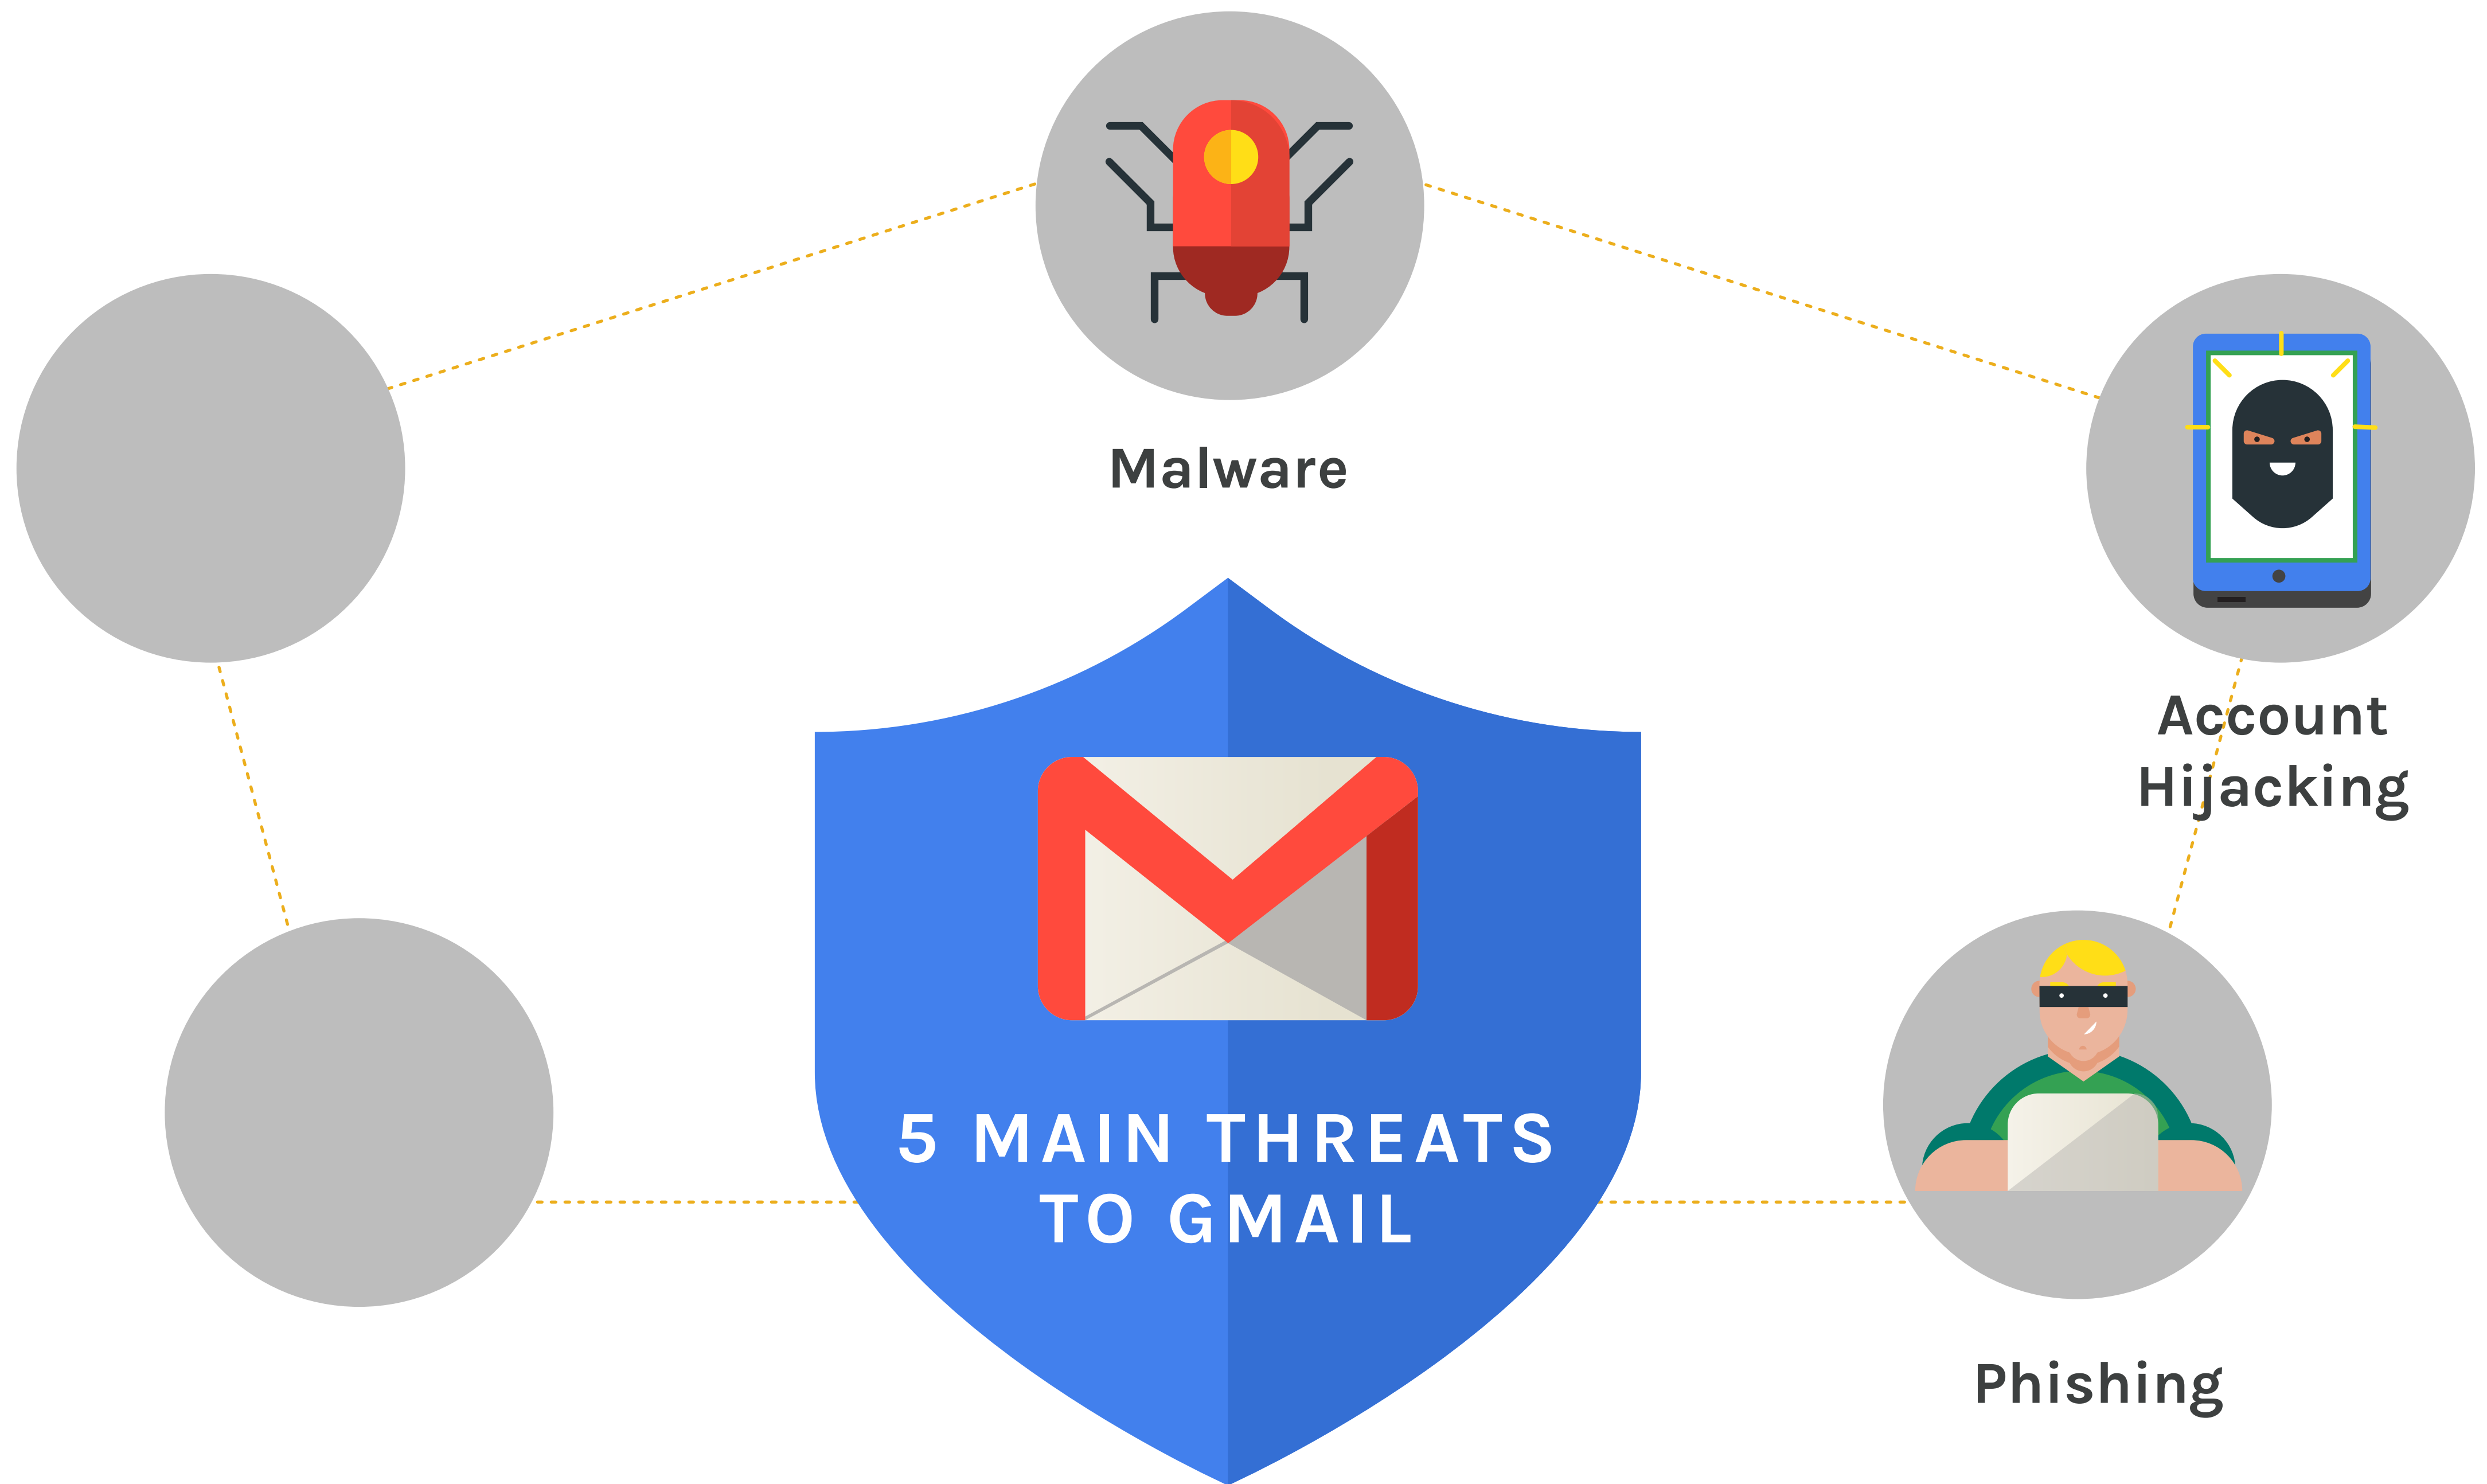 Malware
Account
Hijacking
5 MAIN THREATS
TO GMAIL
Phishing